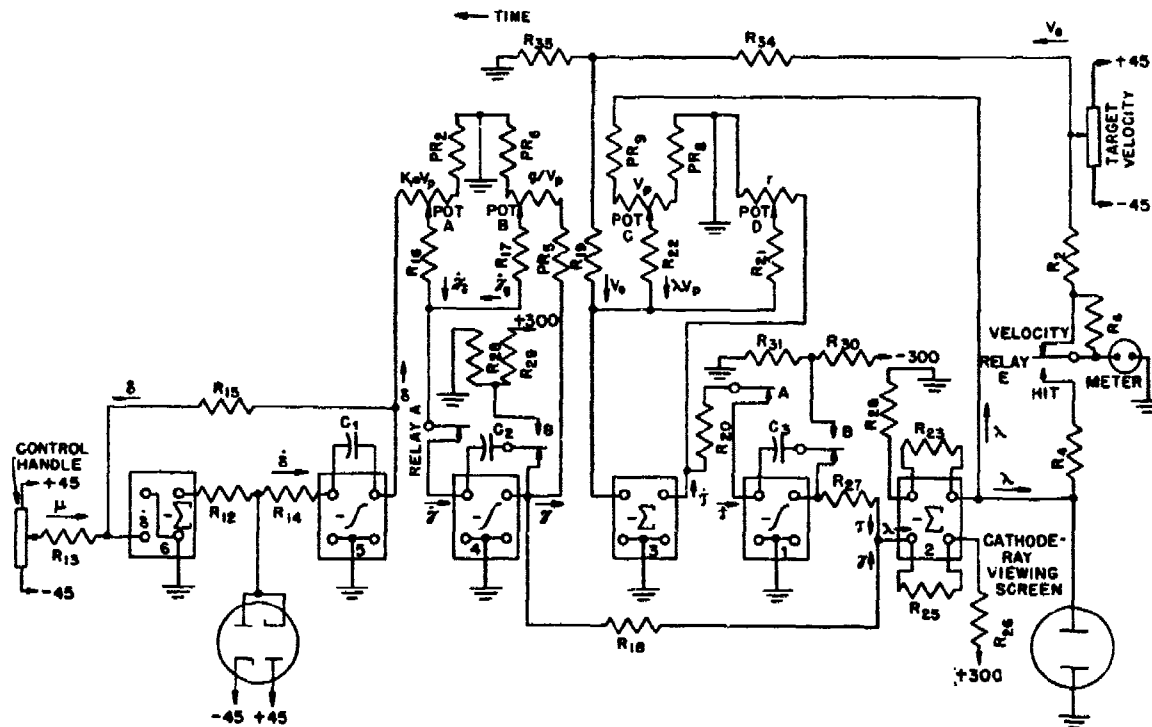 TIME
R35
R34
V0
+45
TARGET
VELOCITY
-45
PR2
PR6
PR9
PR8
KaVp
g/Vp
Vp
r
POT
A
POT
B
POT
C
POT
D
R16
R17
PR5
R19
R22
R21
V0
λVp
R2
R6
+300
R28
R29
R31
R30
-300
VELOCITY
RELAY
E
METER
HIT
δ
R15
δ
RELAY A
B
C2
R20
A
B
C3
R28
R23
λ
λ
R4
CONTROL
HANDLE
+45
μ
R13
-45
-Σ
6
R12
δ̇
R14
C1
-∫
5
γ̇
-∫
4
γ
-Σ
3
-∫
1
R27
τ
λ
γ
-Σ
2
R25
R26
+300
CATHODE-
RAY
VIEWING
SCREEN
R18
-45 +45